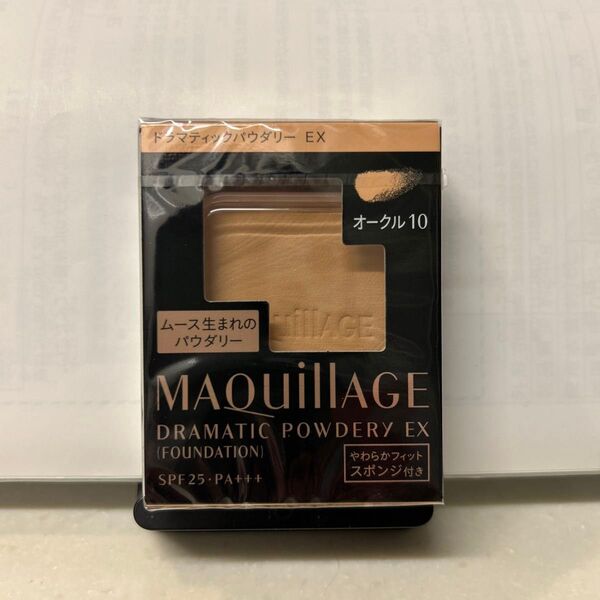 ドラマティックパウダリー EX
オークル10
uillAGE
ムース生まれの
パウダリー
MAQuillAGE
DRAMATIC POWDERY EX
(FOUNDATION)
SPF25・PA+++
やわらかフィット
スポンジ付き